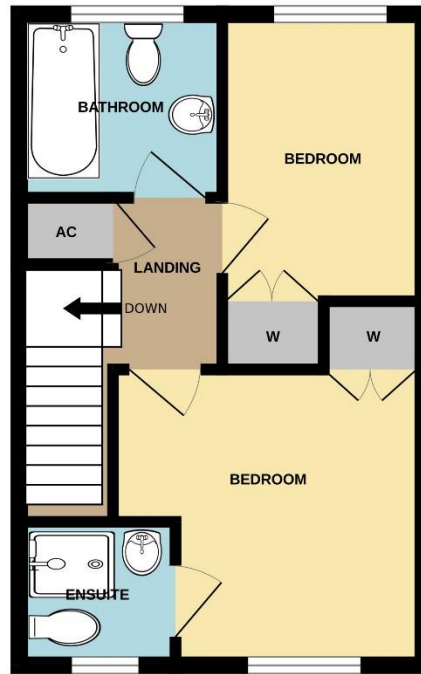 BATHROOM
BEDROOM
AC
LANDING
DOWN
W
W
BEDROOM
ENSUITE